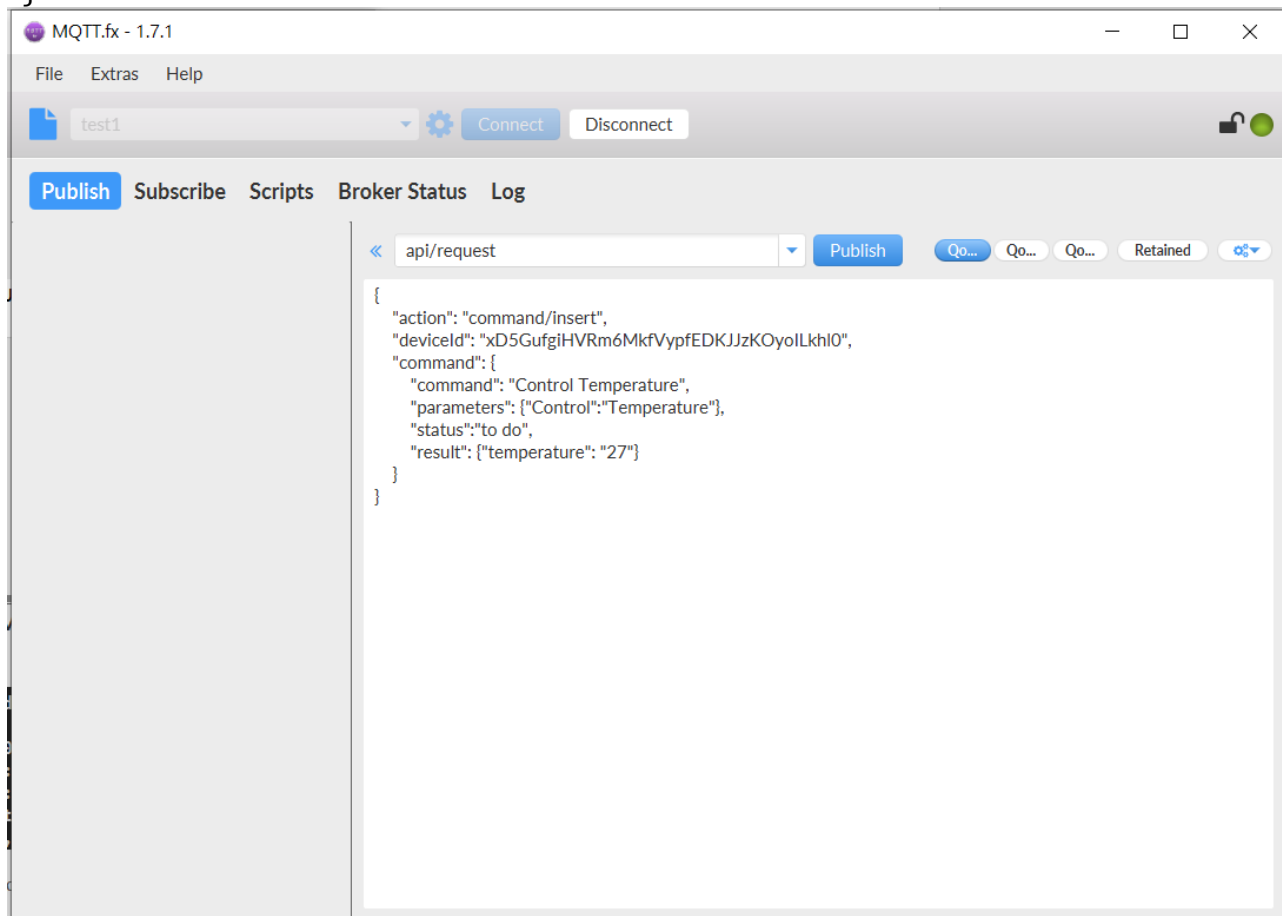 MQTT.fx - 1.7.1
File Extras Help
test1 Connect Disconnect
Publish Subscribe Scripts Broker Status Log
api/request Publish Qo... Qo... Qo... Retained
{
"action": "command/insert",
"deviceId": "xD5GufgiHVRm6MkfVypfEDKJJzKOyoILkhl0",
"command": {
"command": "Control Temperature",
"parameters": {"Control":"Temperature"},
"status":"to do",
"result": {"temperature": "27"}
}
}